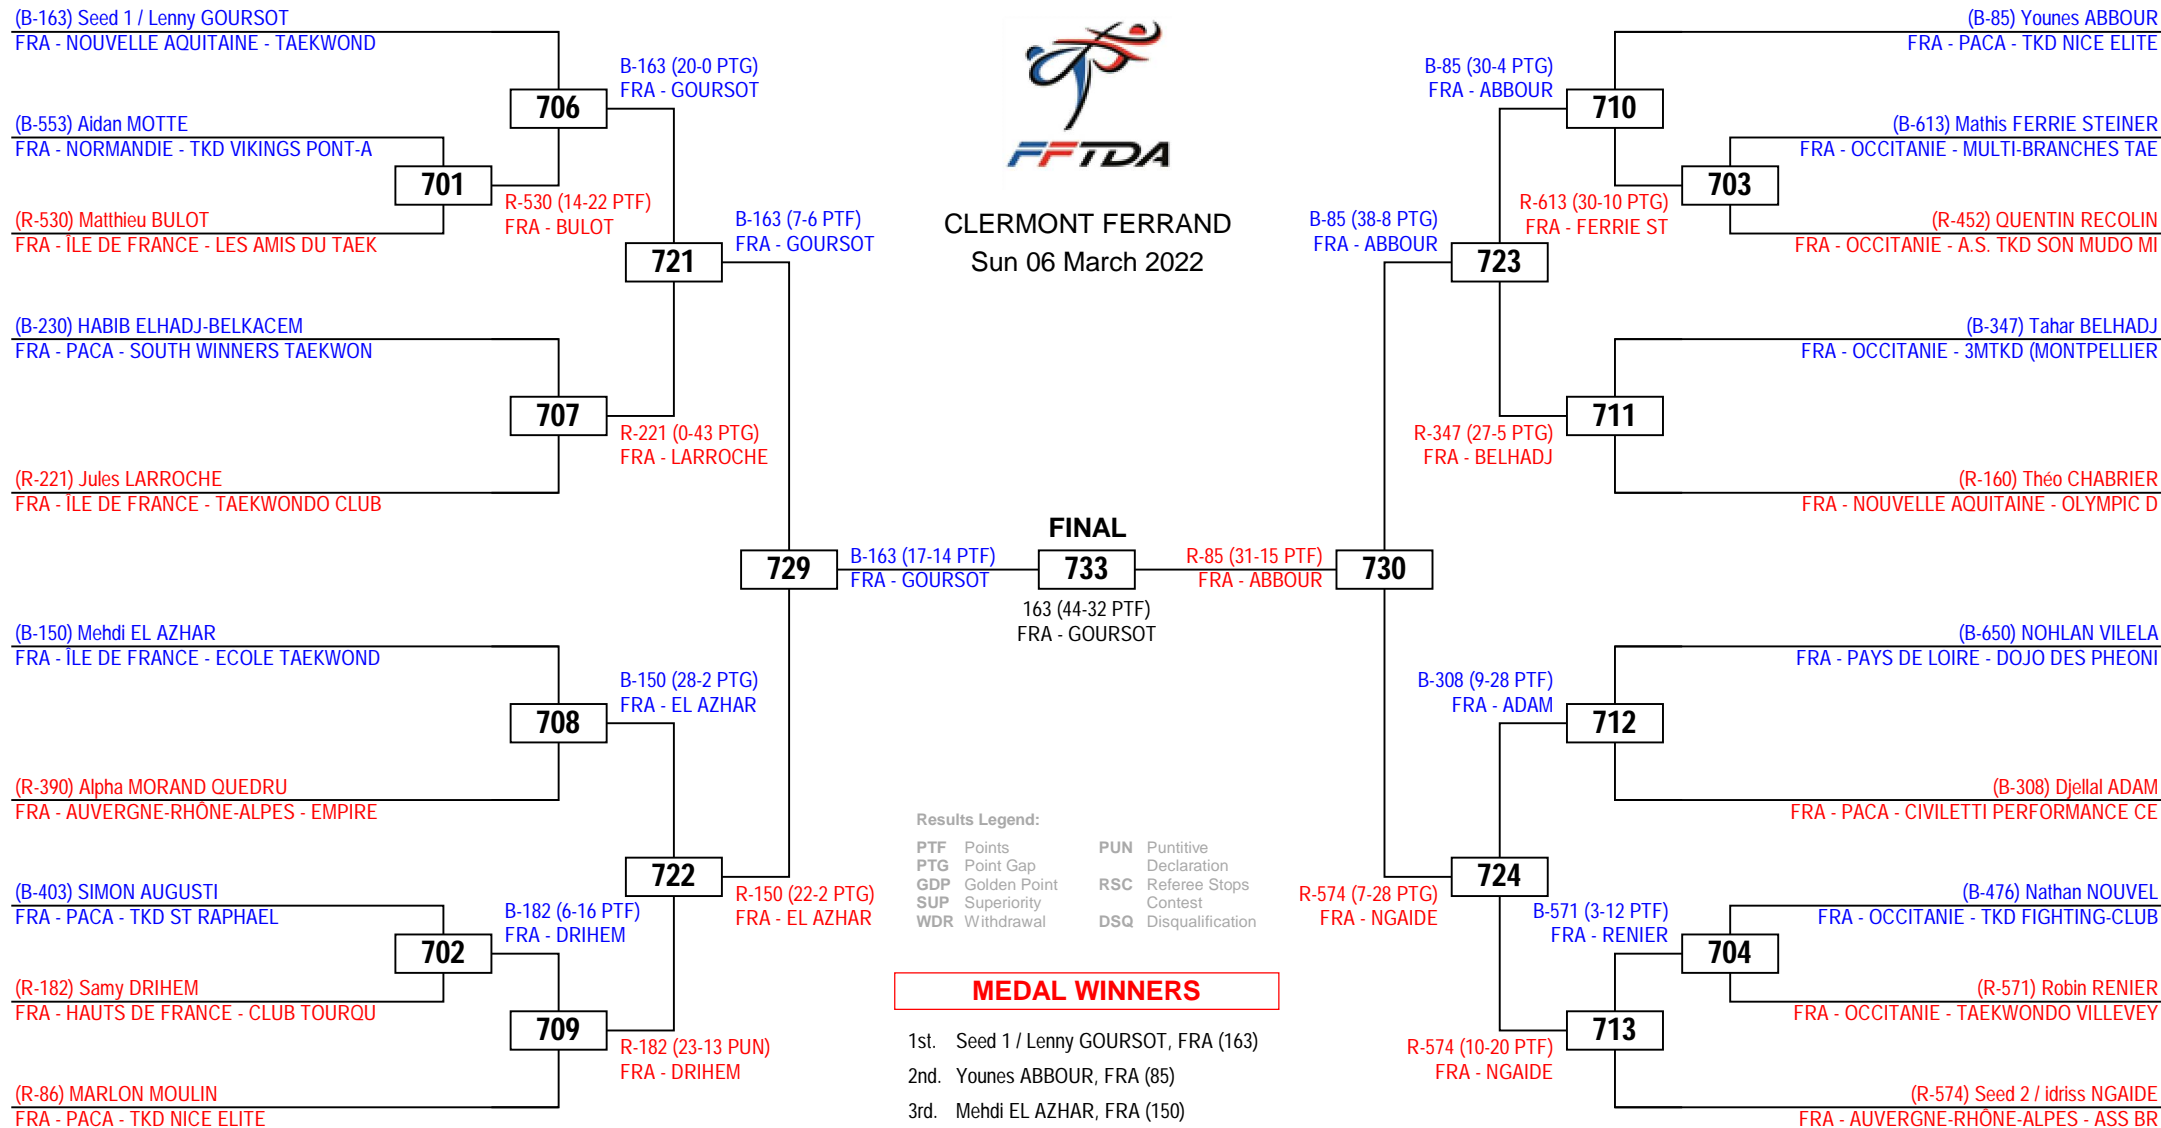 (B-163) Seed 1 / Lenny GOURSOT
FRA - NOUVELLE AQUITAINE - TAEKWOND
B-163 (20-0 PTG)
FRA - GOURSOT
706
(B-553) Aidan MOTTE
FRA - NORMANDIE - TKD VIKINGS PONT-A
701
R-530 (14-22 PTF)
FRA - BULOT
(R-530) Matthieu BULOT
FRA - ÎLE DE FRANCE - LES AMIS DU TAEK
B-163 (7-6 PTF)
FRA - GOURSOT
721
(B-230) HABIB ELHADJ-BELKACEM
FRA - PACA - SOUTH WINNERS TAEKWON
707
R-221 (0-43 PTG)
FRA - LARROCHE
(R-221) Jules LARROCHE
FRA - ÎLE DE FRANCE - TAEKWONDO CLUB
729
B-163 (17-14 PTF)
FRA - GOURSOT
(B-150) Mehdi EL AZHAR
FRA - ÎLE DE FRANCE - ECOLE TAEKWOND
B-150 (28-2 PTG)
FRA - EL AZHAR
708
(R-390) Alpha MORAND QUEDRU
FRA - AUVERGNE-RHÔNE-ALPES - EMPIRE
722
R-150 (22-2 PTG)
FRA - EL AZHAR
(B-403) SIMON AUGUSTI
FRA - PACA - TKD ST RAPHAEL
B-182 (6-16 PTF)
FRA - DRIHEM
702
(R-182) Samy DRIHEM
FRA - HAUTS DE FRANCE - CLUB TOURQU
709
R-182 (23-13 PUN)
FRA - DRIHEM
(R-86) MARLON MOULIN
FRA - PACA - TKD NICE ELITE
FFTDA
CLERMONT FERRAND
Sun 06 March 2022
FINAL
733
163 (44-32 PTF)
FRA - GOURSOT
Results Legend:
PTF Points
PTG Point Gap
GDP Golden Point
SUP Superiority
WDR Withdrawal
PUN Puntitive
Declaration
RSC Referee Stops
Contest
DSQ Disqualification
MEDAL WINNERS
1st. Seed 1 / Lenny GOURSOT, FRA (163)
2nd. Younes ABBOUR, FRA (85)
3rd. Mehdi EL AZHAR, FRA (150)
(B-85) Younes ABBOUR
FRA - PACA - TKD NICE ELITE
B-85 (30-4 PTG)
FRA - ABBOUR
710
(B-613) Mathis FERRIE STEINER
FRA - OCCITANIE - MULTI-BRANCHES TAE
703
R-613 (30-10 PTG)
FRA - FERRIE ST
(R-452) QUENTIN RECOLIN
FRA - OCCITANIE - A.S. TKD SON MUDO MI
B-85 (38-8 PTG)
FRA - ABBOUR
723
(B-347) Tahar BELHADJ
FRA - OCCITANIE - 3MTKD (MONTPELLIER
711
R-347 (27-5 PTG)
FRA - BELHADJ
(R-160) Théo CHABRIER
FRA - NOUVELLE AQUITAINE - OLYMPIC D
R-85 (31-15 PTF)
FRA - ABBOUR
730
(B-650) NOHLAN VILELA
FRA - PAYS DE LOIRE - DOJO DES PHEONI
B-308 (9-28 PTF)
FRA - ADAM
712
(B-308) Djellal ADAM
FRA - PACA - CIVILETTI PERFORMANCE CE
724
R-574 (7-28 PTG)
FRA - NGAIDE
(B-476) Nathan NOUVEL
FRA - OCCITANIE - TKD FIGHTING-CLUB
B-571 (3-12 PTF)
FRA - RENIER
704
(R-571) Robin RENIER
FRA - OCCITANIE - TAEKWONDO VILLEVEY
713
R-574 (10-20 PTF)
FRA - NGAIDE
(R-574) Seed 2 / idriss NGAIDE
FRA - AUVERGNE-RHÔNE-ALPES - ASS BR